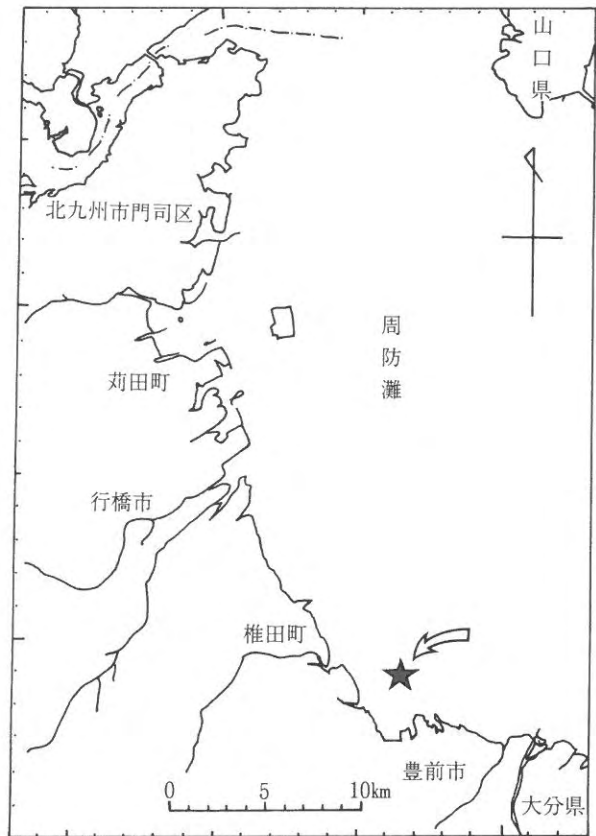 山口県
北九州市門司区
周防灘
苅田町
行橋市
椎田町
豊前市
0 5 10km
大分県